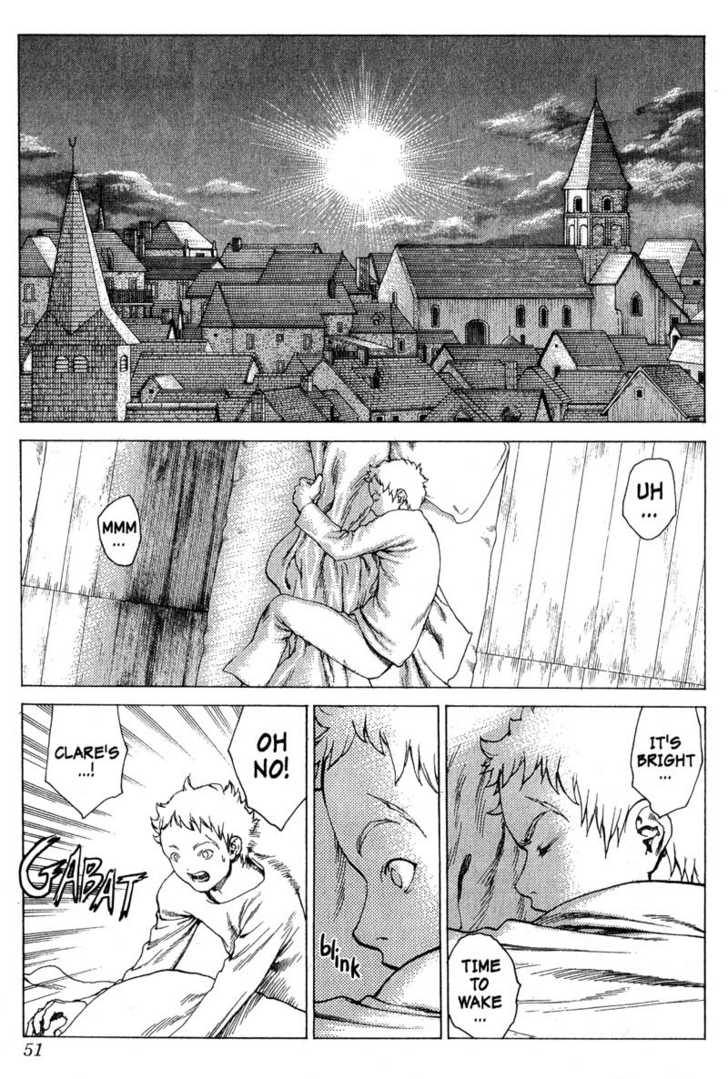 UH
...
MMM
...
IT'S
BRIGHT
...
TIME
TO
WAKE
...
blink
OH
NO!
CLARE'S
...!
GABAT
51